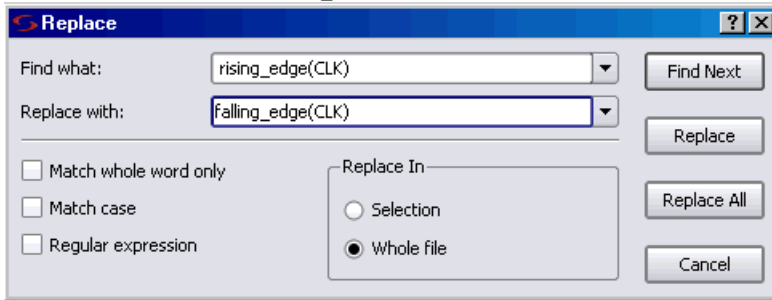 Replace
Find what: rising_edge(CLK) Find Next
Replace with: falling_edge(CLK)
Replace
Match whole word only
Replace In
Match case
Selection
Replace All
Regular expression
Whole file
Cancel